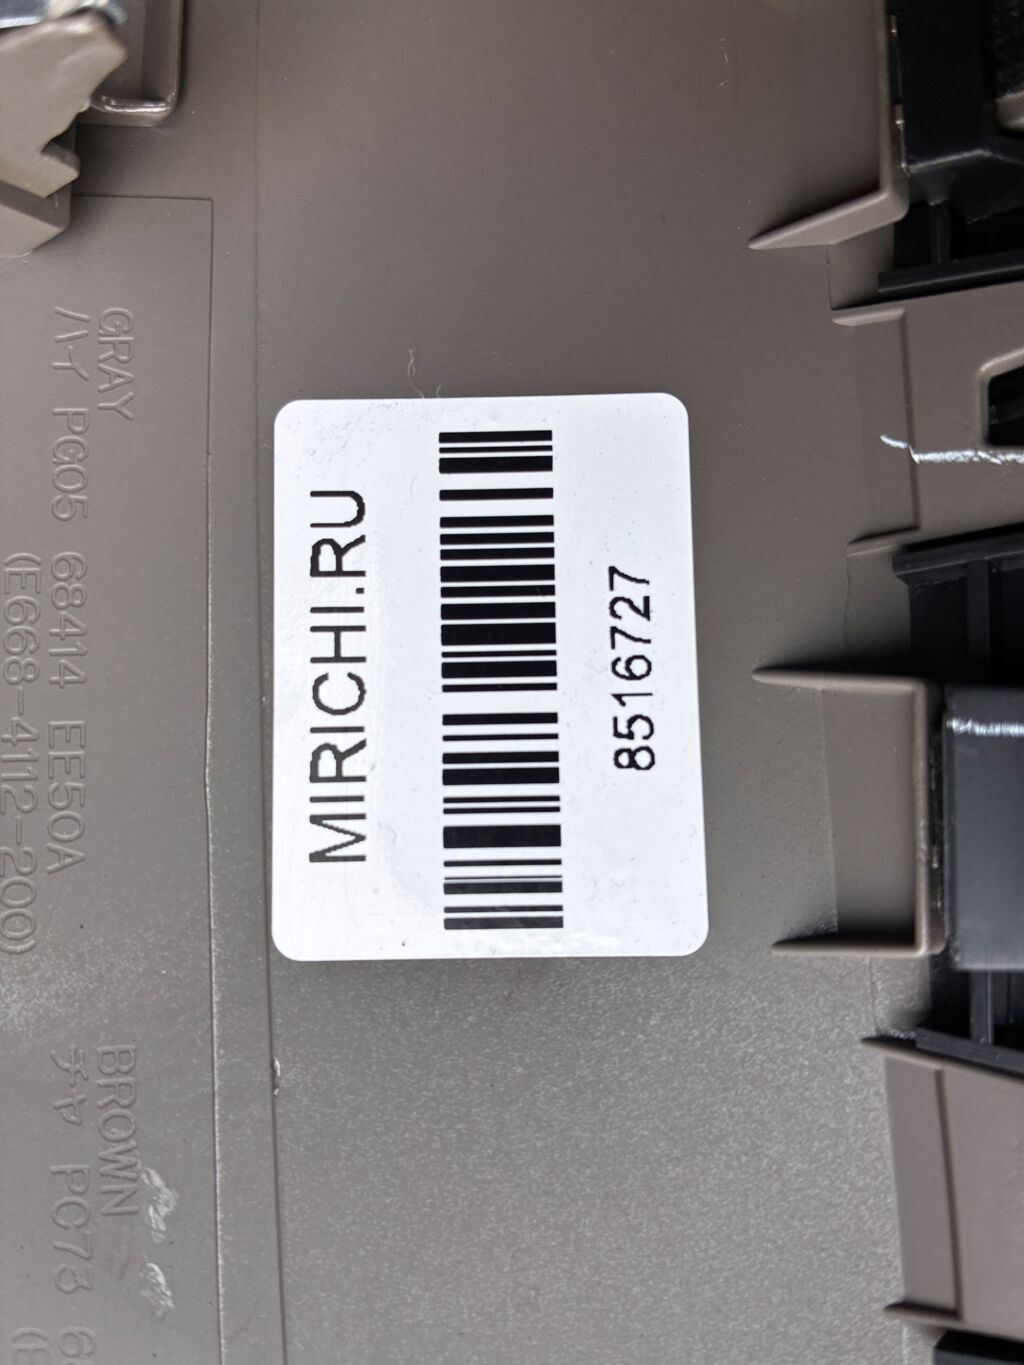 MIRICHI.RU
8516727
GRAY
ハイ PG05 68414 EE50A
(E668-4112-200)
BROWN
チャ PC73